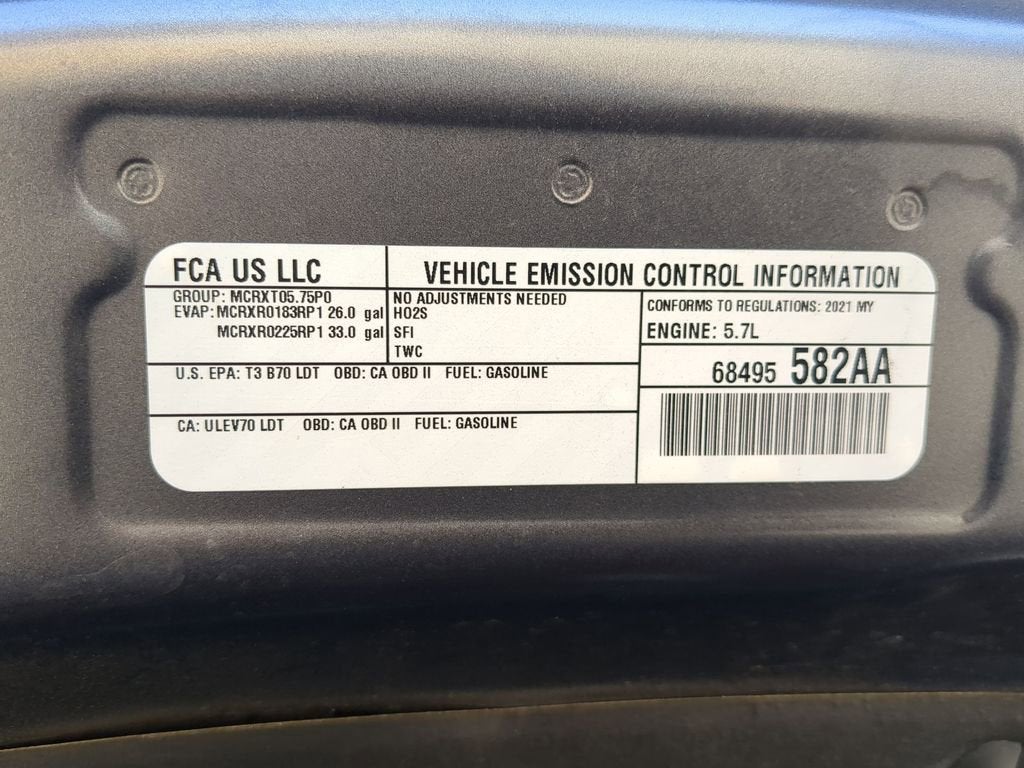 FCA US LLC
VEHICLE EMISSION CONTROL INFORMATION
GROUP: MCRXT05.75P0
EVAP: MCRXR0183RP1 26.0 gal
MCRXR0225RP1 33.0 gal
NO ADJUSTMENTS NEEDED
HO2S
SFI
TWC
CONFORMS TO REGULATIONS: 2021 MY
ENGINE: 5.7L
68495 582AA
U.S. EPA: T3 B70 LDT OBD: CA OBD II FUEL: GASOLINE
CA: ULEV70 LDT OBD: CA OBD II FUEL: GASOLINE